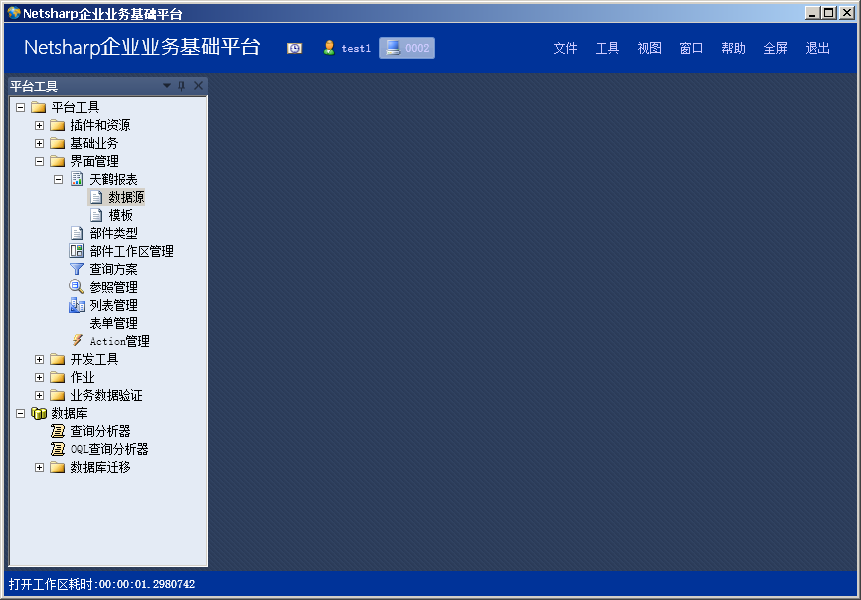 Netsharp企业业务基础平台
Netsharp企业业务基础平台 test1 0002 文件 工具 视图 窗口 帮助 全屏 退出
平台工具
平台工具
插件和资源
基础业务
界面管理
天鹤报表
数据源
模板
部件类型
部件工作区管理
查询方案
参照管理
列表管理
表单管理
Action管理
开发工具
作业
业务数据验证
数据库
查询分析器
OQL查询分析器
数据库迁移
打开工作区耗时:00:00:01.2980742